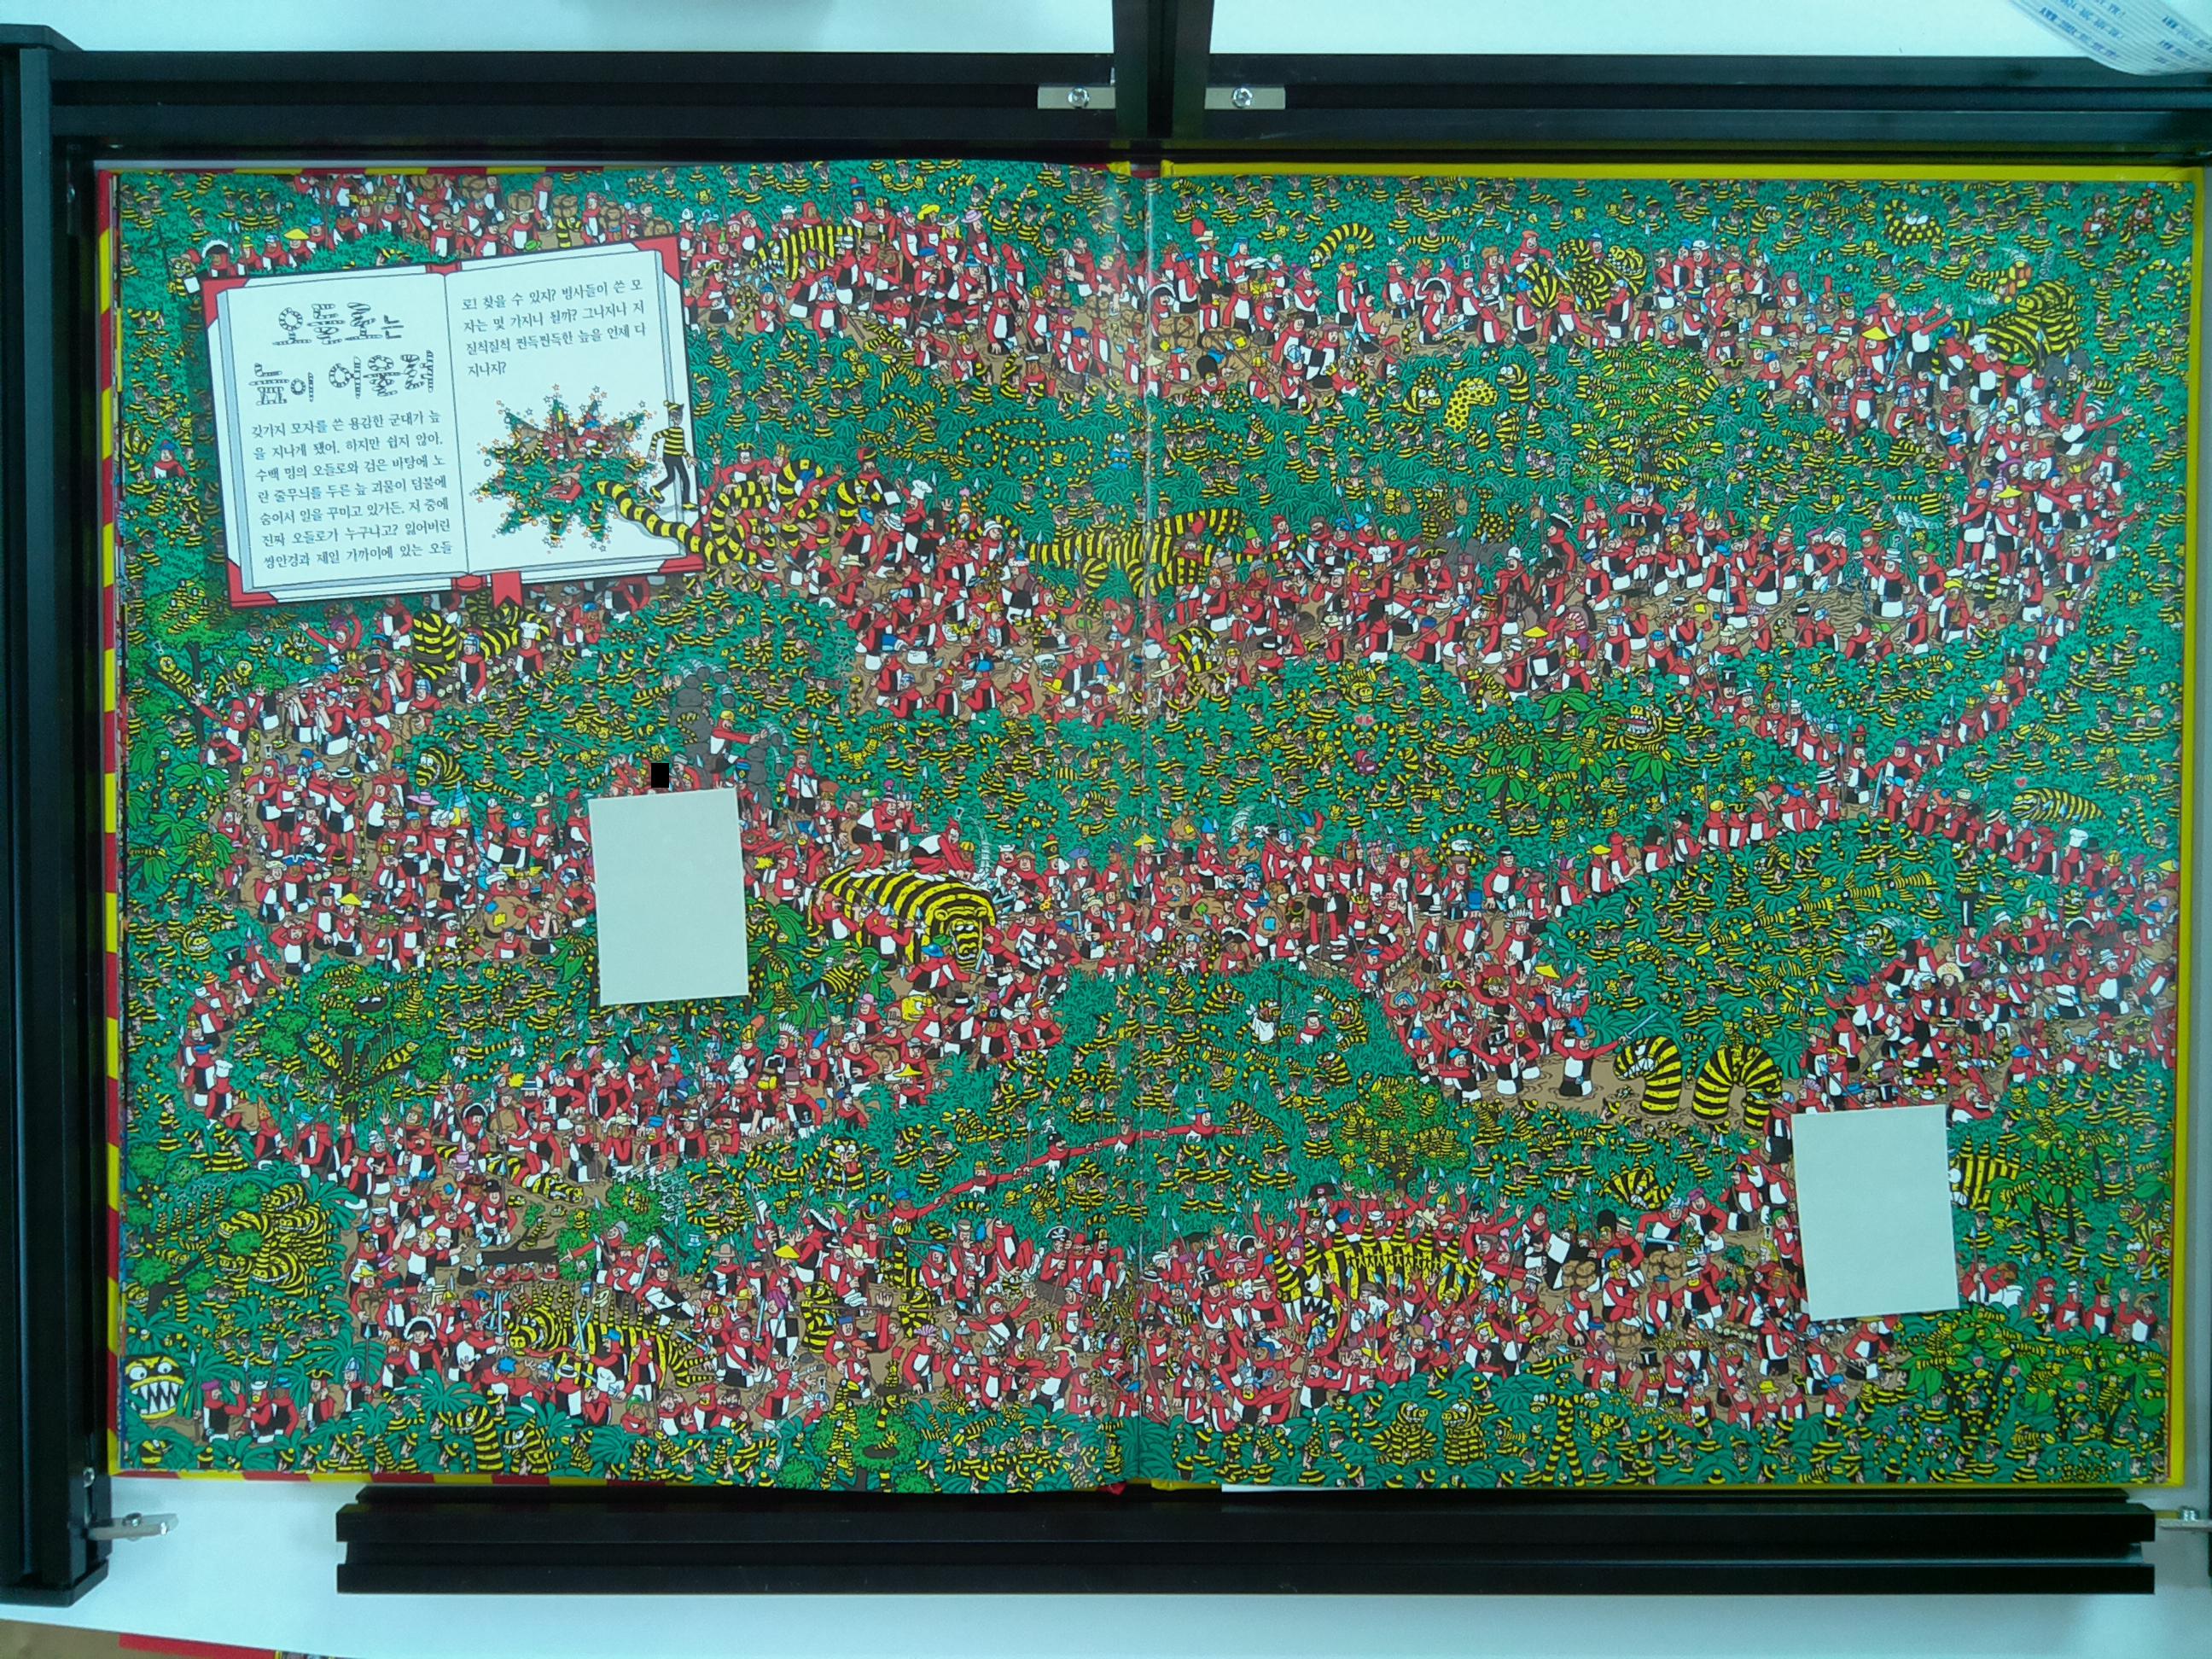 오들로는
늪이 어울려
갖가지 모자를 쓴 용감한 군대가 늪
을 지나게 됐어. 하지만 쉽지 않아.
수백 명의 오들로와 검은 바탕에 노
란 줄무늬를 두른 늪 괴물이 덤불에
숨어서 일을 꾸미고 있거든. 저 중에
진짜 오들로가 누구냐고? 잃어버린
쌍안경과 제일 가까이에 있는 오들
로! 찾을 수 있지? 병사들이 쓴 모
자는 몇 가지나 될까? 그나저나 저
질척질척 찐득찐득한 늪을 언제 다
지나지?